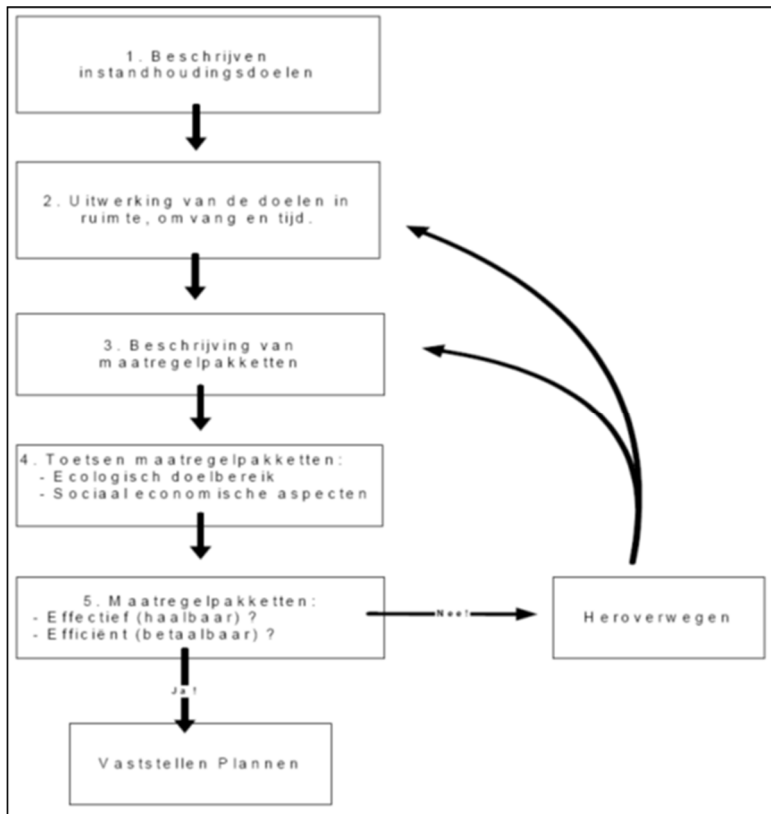 1. Beschrijven
instandhoudingsdoelen
2. Uitwerking van de doelen in
ruimte, omvang en tijd.
3. Beschrijving van
maatregelpakketten
4. Toetsen maatregelpakketten:
- Ecologisch doelbereik
- Sociaal economische aspecten
5. Maatregelpakketten:
- Effectief (haalbaar) ?
- Efficiënt (betaalbaar) ?
Nee!
Heroverwegen
Ja!
Vaststellen Plannen